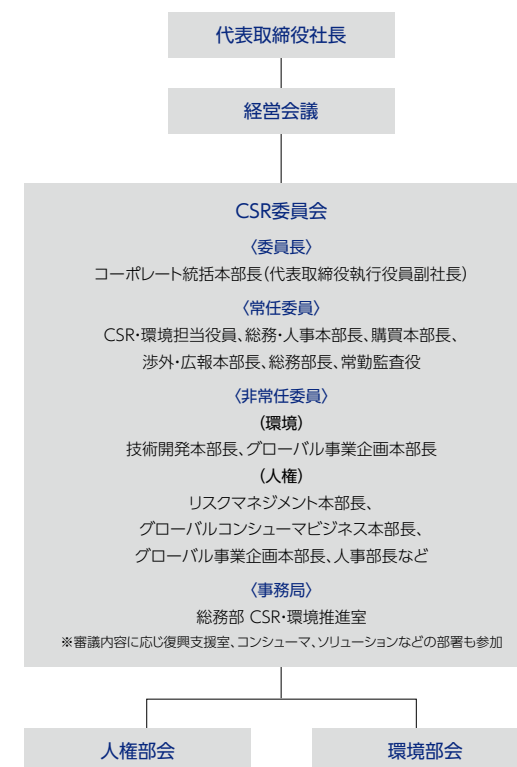 代表取締役社長
経営会議
CSR委員会
〈委員長〉
コーポレート統括本部長(代表取締役執行役員副社長)
〈常任委員〉
CSR・環境担当役員、総務・人事本部長、購買本部長、
渉外・広報本部長、総務部長、常勤監査役
〈非常任委員〉
(環境)
技術開発本部長、グローバル事業企画本部長
(人権)
リスクマネジメント本部長、
グローバルコンシューマビジネス本部長、
グローバル事業企画本部長、人事部長など
〈事務局〉
総務部 CSR・環境推進室
※審議内容に応じ復興支援室、コンシューマ、ソリューションなどの部署も参加
人権部会
環境部会